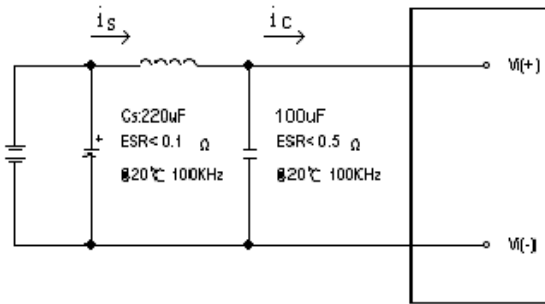 is
ic
Vi(+)
Cs:220uF
ESR<0.1 Ω
@20℃ 100KHz
100uF
ESR<0.5 Ω
@20℃ 100KHz
+
Vi(-)